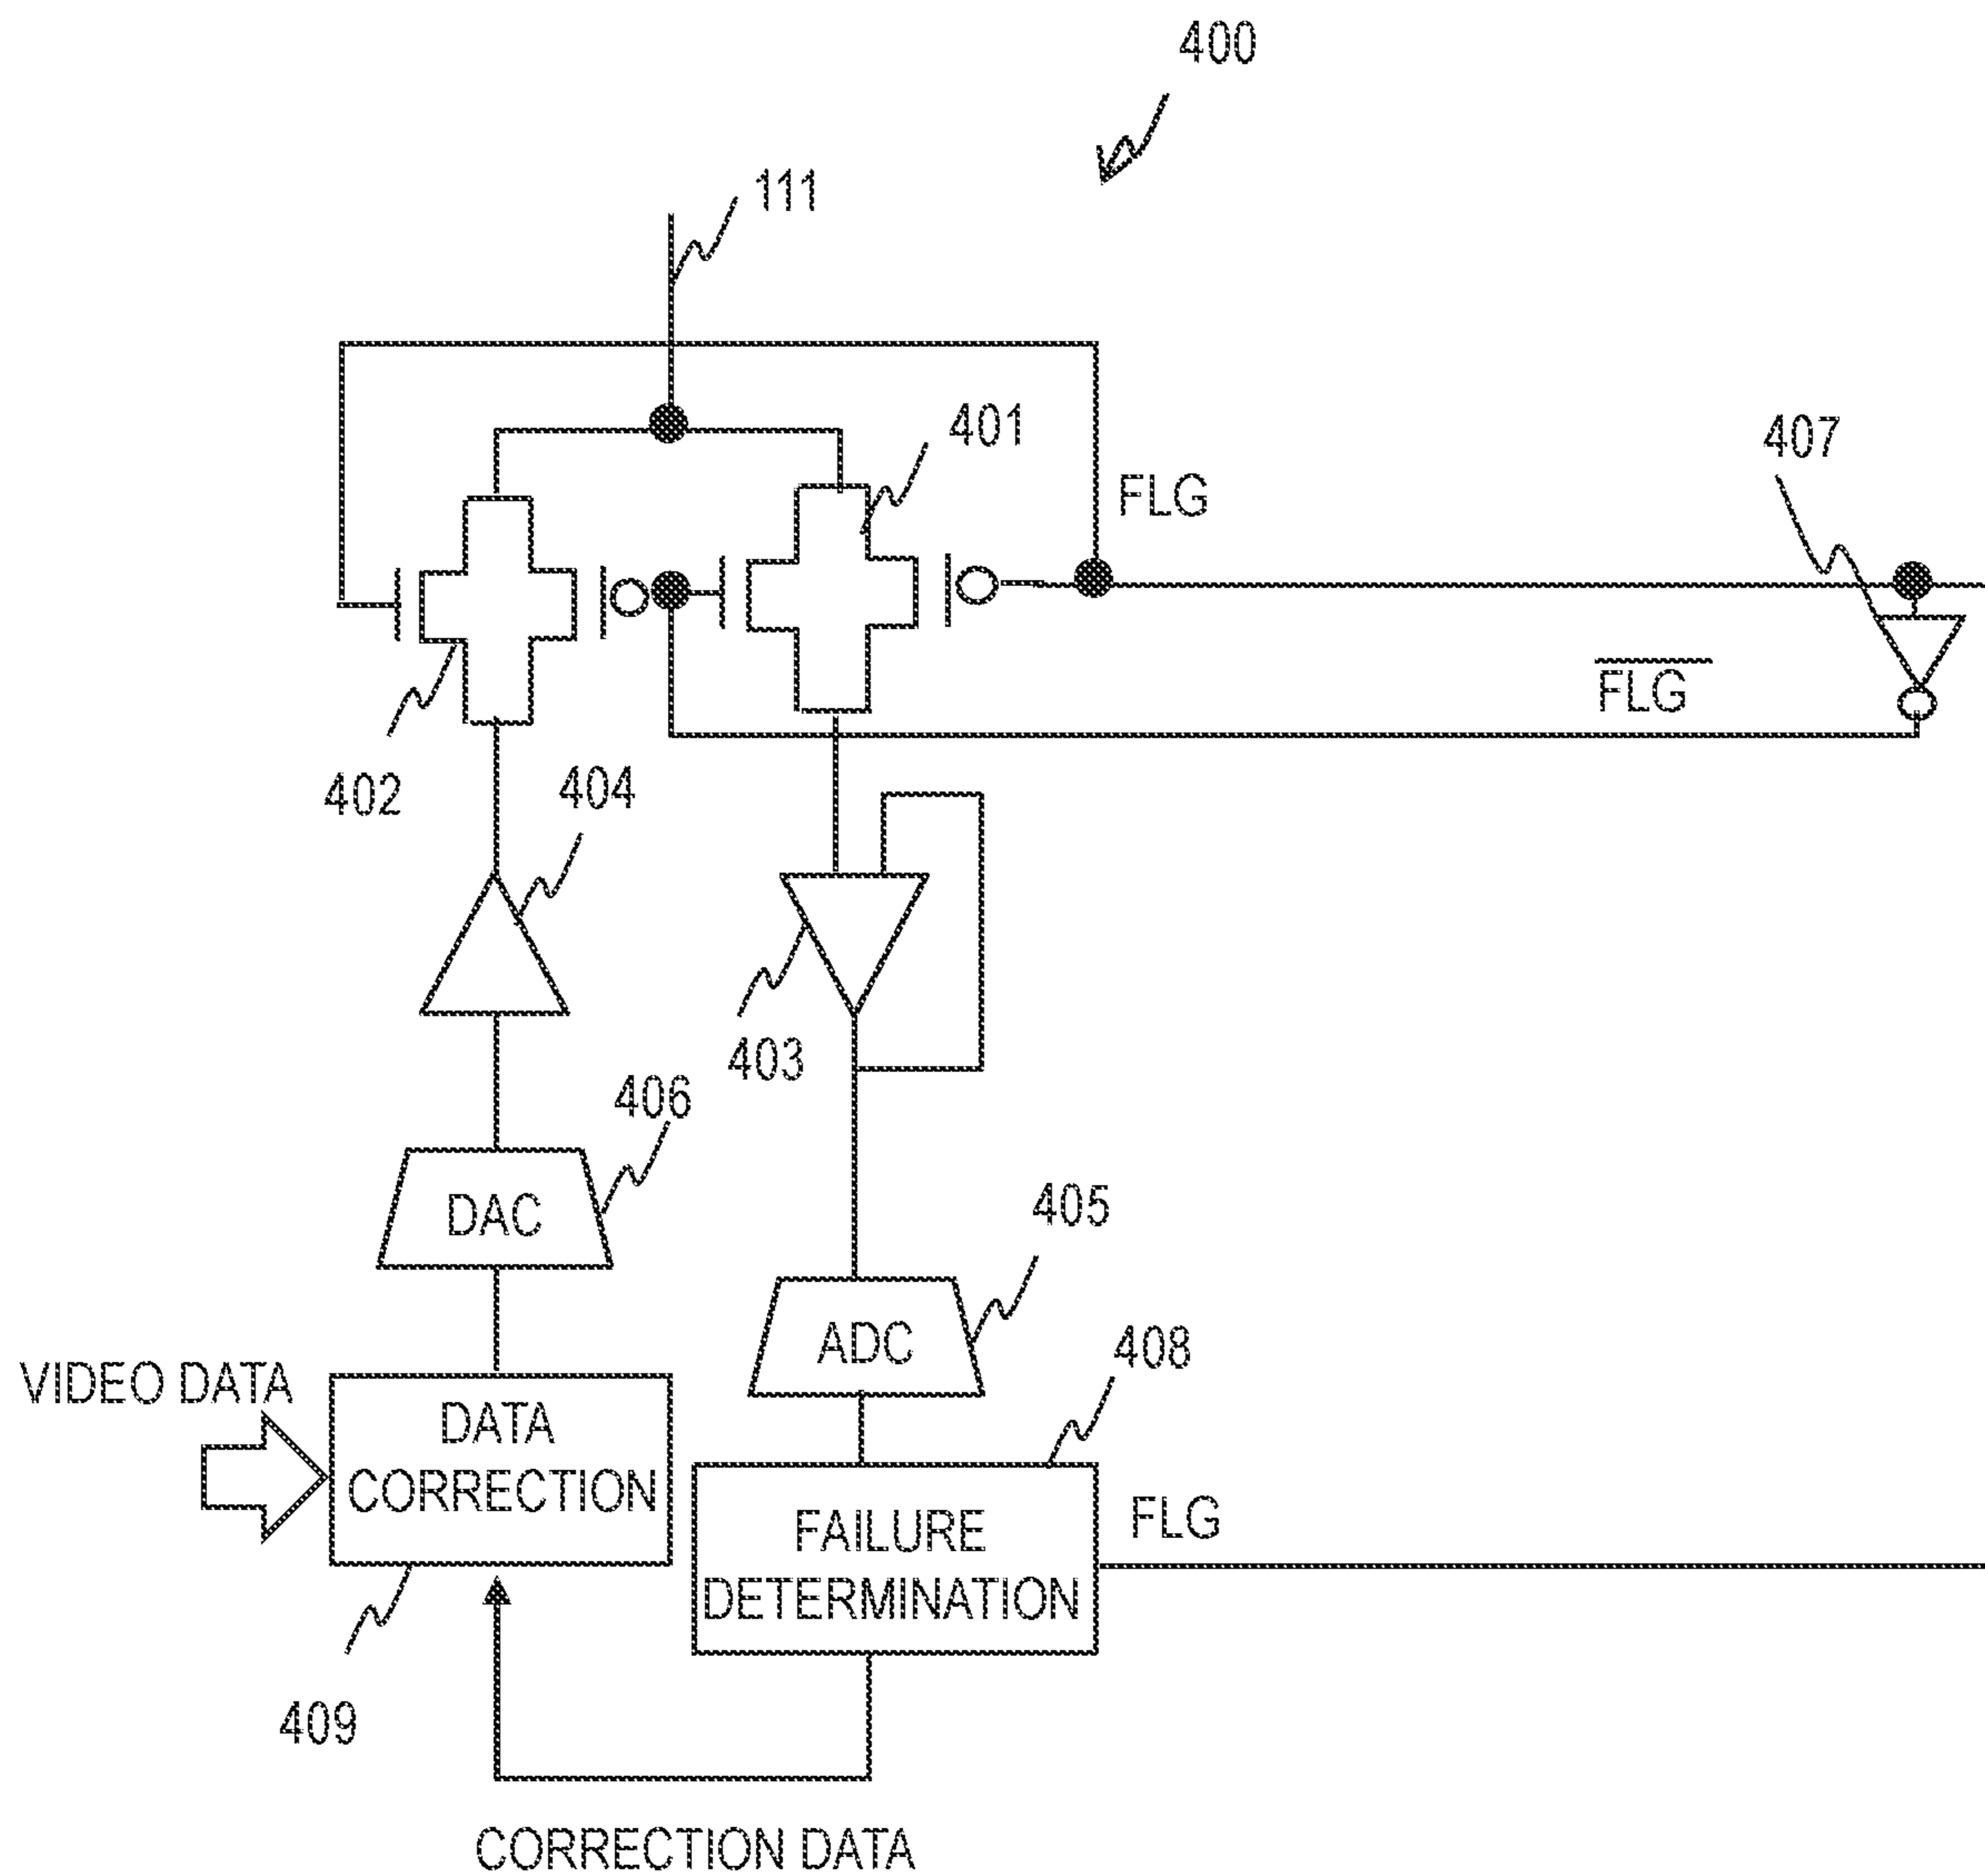 400
111
401
407
FLG
F̅L̅G̅
402
404
403
406
DAC
405
ADC
408
VIDEO DATA
DATA
CORRECTION
FLG
FAILURE
DETERMINATION
409
CORRECTION DATA